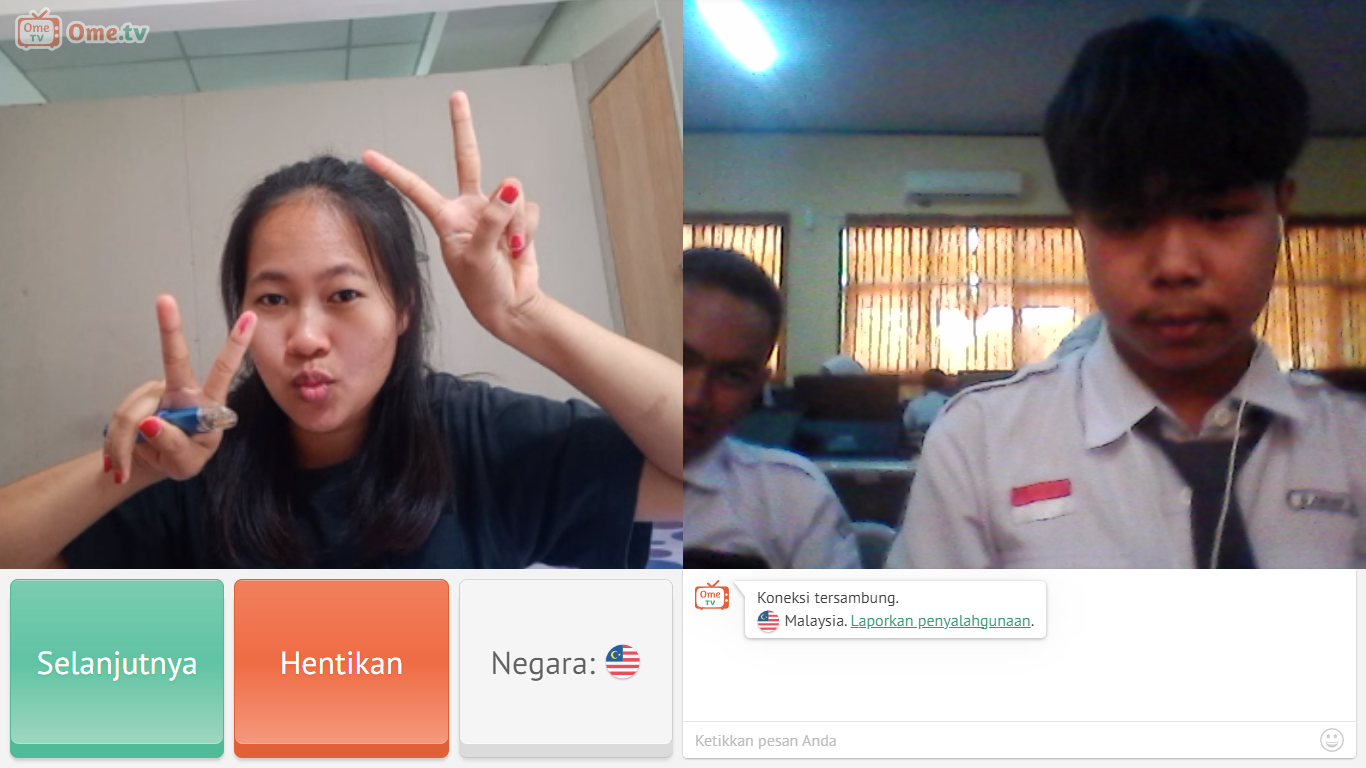 Ome TV Ome.tv
Selanjutnya
Hentikan
Negara:
Ome TV
Koneksi tersambung.
Malaysia. Laporkan penyalahgunaan.
Ketikkan pesan Anda